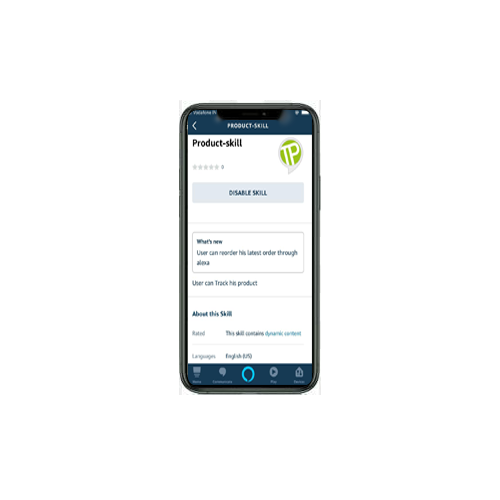 Vodafone IN
PRODUCT-SKILL
Product-skill
TP
0
DISABLE SKILL
What's new
User can reorder his latest order through
alexa
User can Track his product
About this Skill
Rated This skill contains dynamic content
Languages English (US)
Home Communicate Play Devices